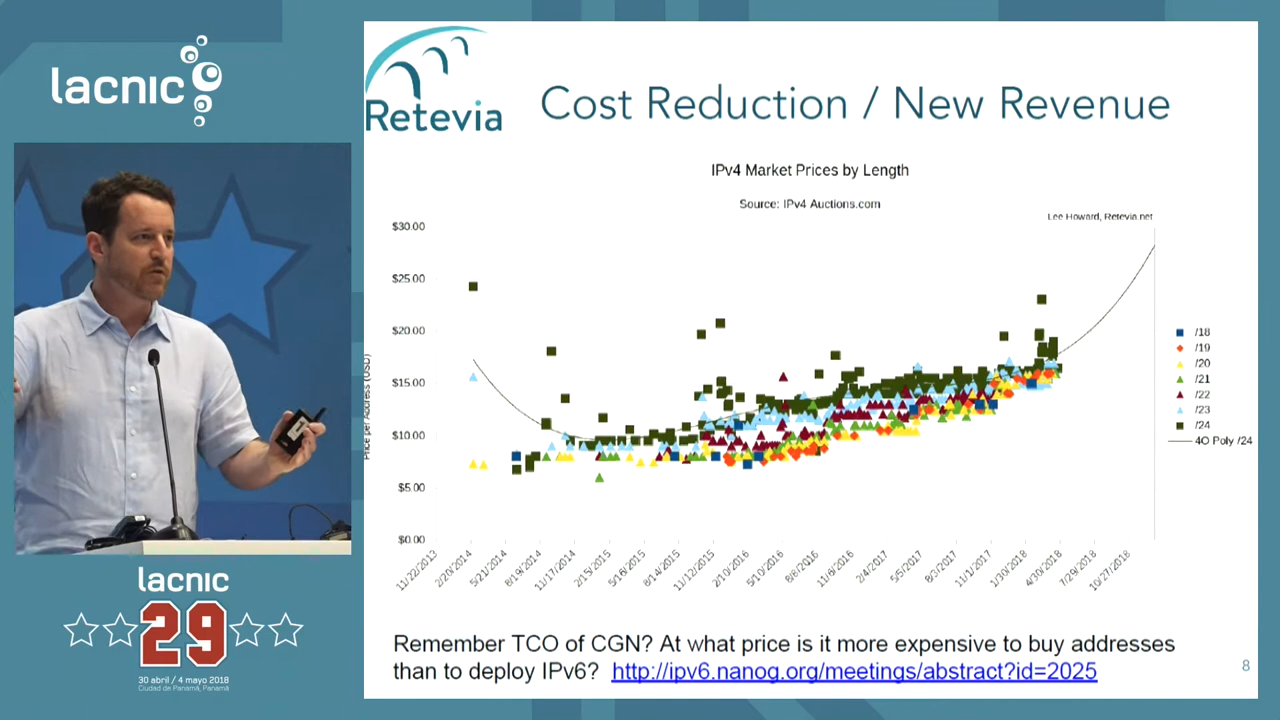 lacnic
lacnic
29
30 abril / 4 mayo 2018
Ciudad de Panamá, Panamá
Retevia
Cost Reduction / New Revenue
IPv4 Market Prices by Length
Source: IPv4 Auctions.com
Lee Howard, Retevia.net
Price per Address (USD)
$30.00
$25.00
$20.00
$15.00
$10.00
$5.00
$0.00
11/22/2013
2/20/2014
5/21/2014
8/19/2014
11/17/2014
2/15/2015
5/16/2015
8/14/2015
11/12/2015
2/10/2016
5/10/2016
8/8/2016
11/6/2016
2/4/2017
5/5/2017
8/3/2017
11/1/2017
1/30/2018
4/30/2018
7/29/2018
10/27/2018
/18
/19
/20
/21
/22
/23
/24
4O Poly /24
Remember TCO of CGN? At what price is it more expensive to buy addresses
than to deploy IPv6? http://ipv6.nanog.org/meetings/abstract?id=2025
8